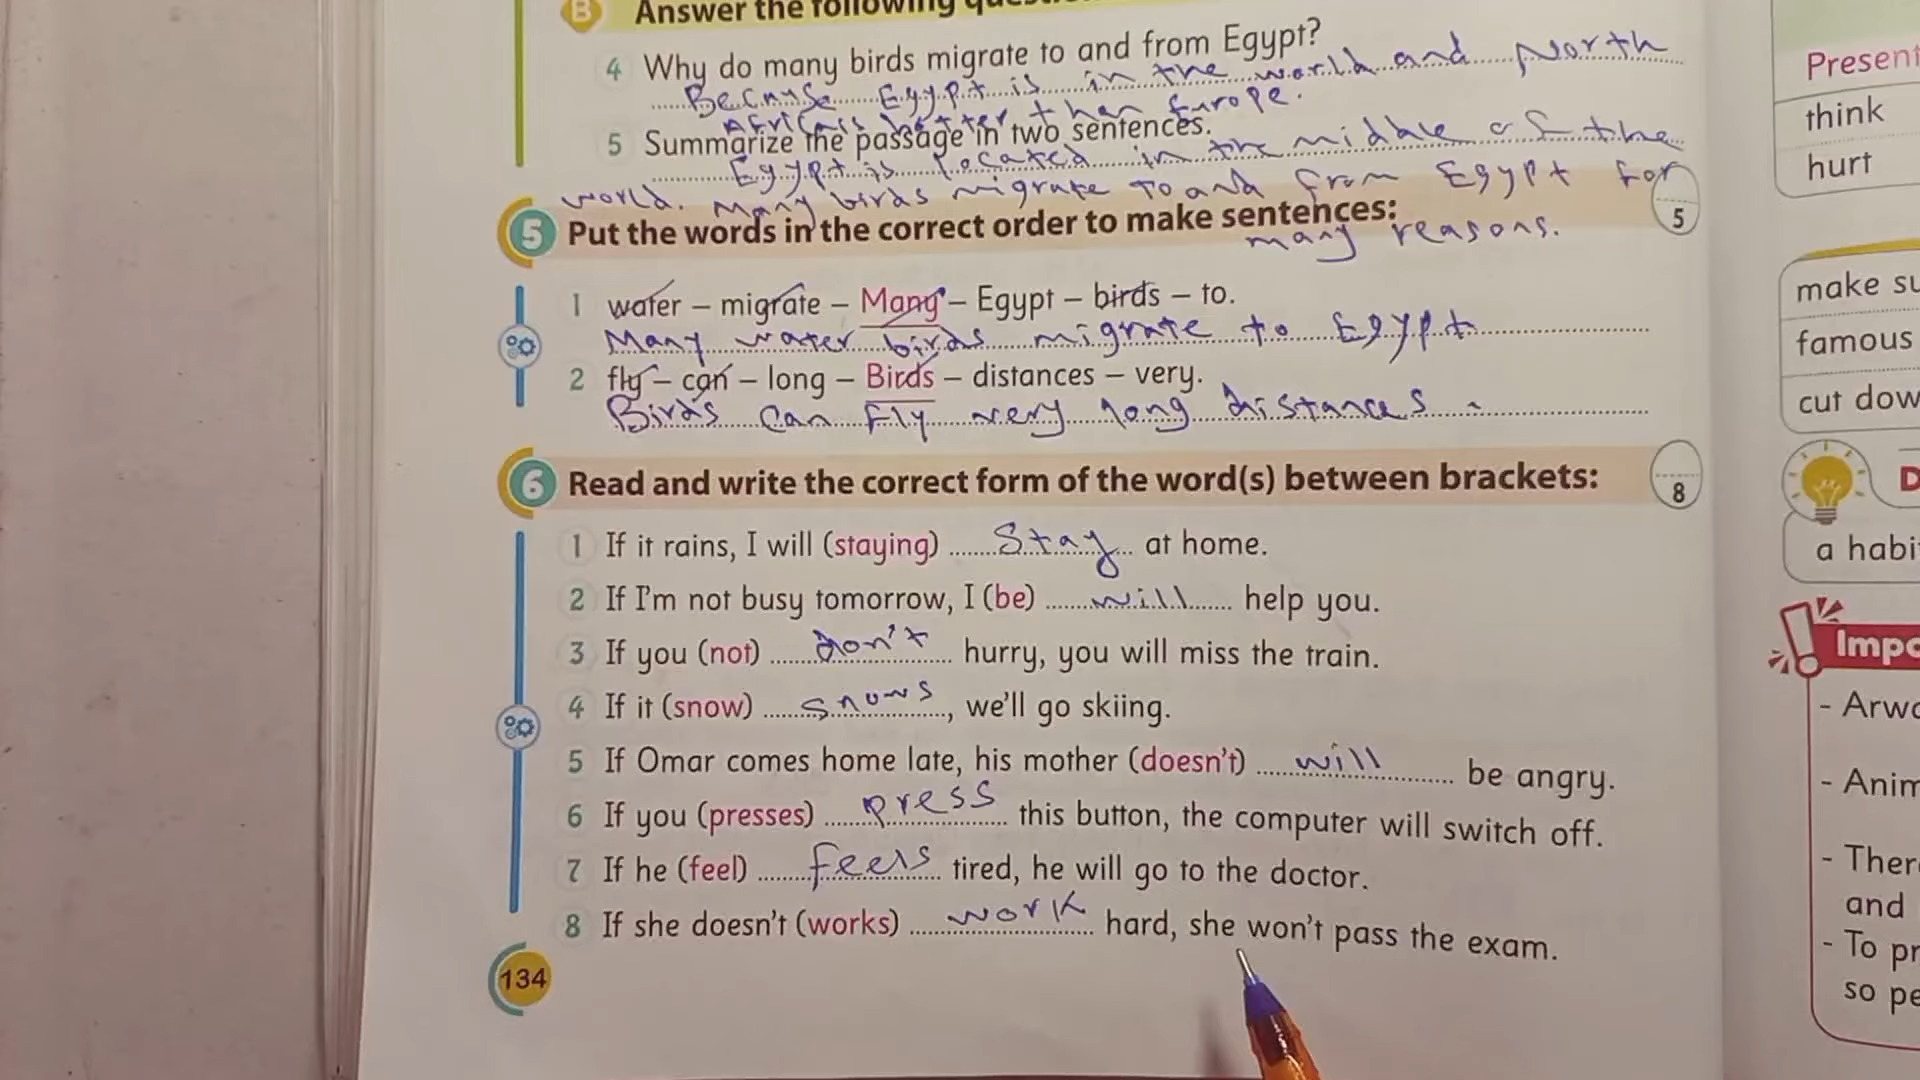 B Answer the following
4 Why do many birds migrate to and from Egypt?
Because Egypt is in the world and North
Africa is better than Europe.
5 Summarize the passage in two sentences.
Egypt is located in the middle of the
world. Many birds migrate to and from Egypt for
many reasons.
5 Put the words in the correct order to make sentences:
5
1 water – migrate – Many – Egypt – birds – to.
Many water birds migrate to Egypt
2 fly – can – long – Birds – distances – very.
Birds can fly very long distances.
6 Read and write the correct form of the word(s) between brackets:
8
1 If it rains, I will (staying) stay at home.
2 If I'm not busy tomorrow, I (be) will help you.
3 If you (not) don't hurry, you will miss the train.
4 If it (snow) snows, we'll go skiing.
5 If Omar comes home late, his mother (doesn't) will be angry.
6 If you (presses) press this button, the computer will switch off.
7 If he (feel) feels tired, he will go to the doctor.
8 If she doesn't (works) work hard, she won't pass the exam.
134
Present
think
hurt
make su
famous
cut dow
D
a habi
Impo
- Arwa
- Anim
- Ther
and
- To pr
so pe